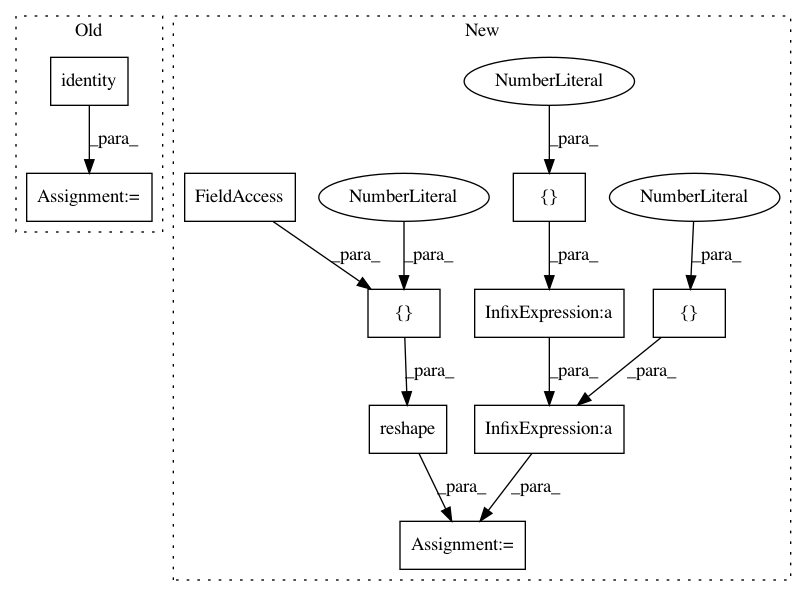 Old
New
identity
NumberLiteral
_para_
_para_
Assignment:=
FieldAccess
NumberLiteral
{}
NumberLiteral
_para_
_para_
_para_
_para_
{}
InfixExpression:a
{}
_para_
_para_
_para_
reshape
InfixExpression:a
_para_
_para_
Assignment:=